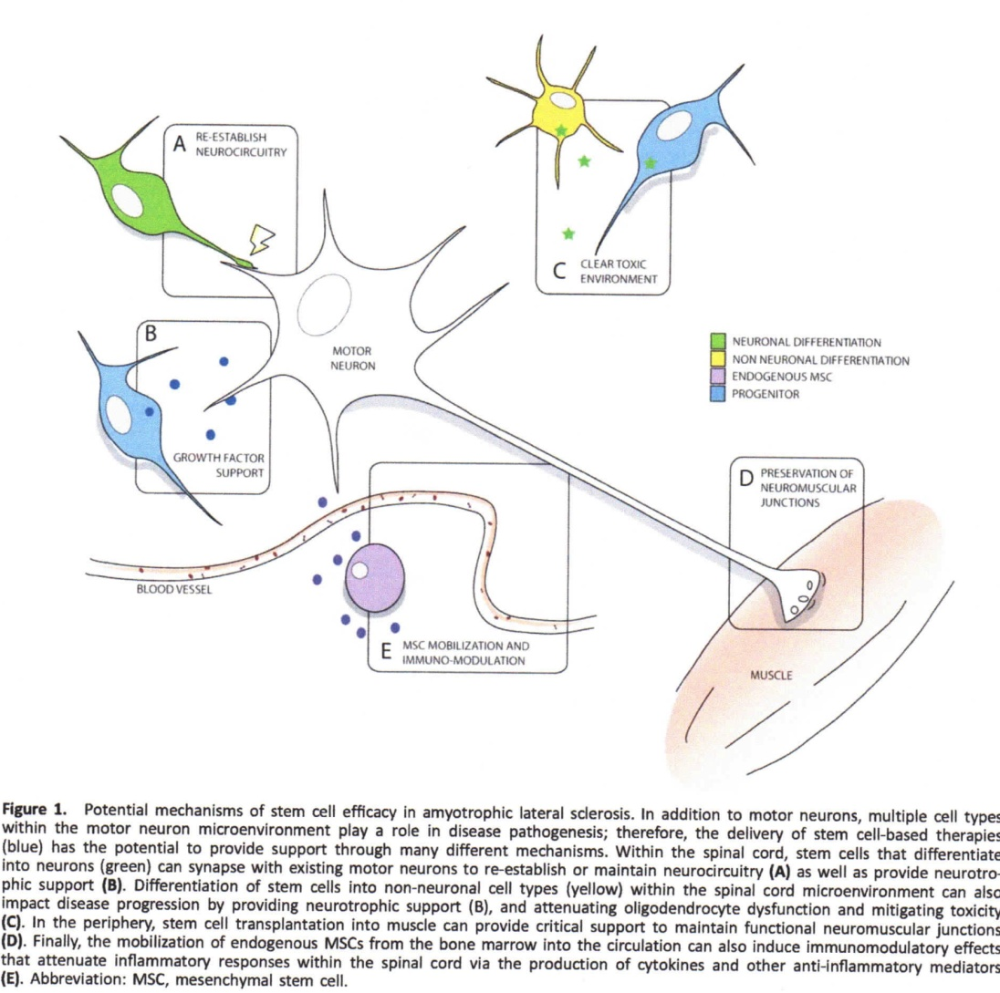 A RE-ESTABLISH
NEUROCIRCUITRY
C CLEAR TOXIC
ENVIRONMENT
B
MOTOR
NEURON
GROWTH FACTOR
SUPPORT
NEURONAL DIFFERENTIATION
NON NEURONAL DIFFERENTIATION
ENDOGENOUS MSC
PROGENITOR
D PRESERVATION OF
NEUROMUSCULAR
JUNCTIONS
BLOOD VESSEL
E MSC MOBILIZATION AND
IMMUNO-MODULATION
MUSCLE
Figure 1. Potential mechanisms of stem cell efficacy in amyotrophic lateral sclerosis. In addition to motor neurons, multiple cell types
within the motor neuron microenvironment play a role in disease pathogenesis; therefore, the delivery of stem cell-based therapies
(blue) has the potential to provide support through many different mechanisms. Within the spinal cord, stem cells that differentiate
into neurons (green) can synapse with existing motor neurons to re-establish or maintain neurocircuitry (A) as well as provide neurotro-
phic support (B). Differentiation of stem cells into non-neuronal cell types (yellow) within the spinal cord microenvironment can also
impact disease progression by providing neurotrophic support (B), and attenuating oligodendrocyte dysfunction and mitigating toxicity
(C). In the periphery, stem cell transplantation into muscle can provide critical support to maintain functional neuromuscular junctions
(D). Finally, the mobilization of endogenous MSCs from the bone marrow into the circulation can also induce immunomodulatory effects
that attenuate inflammatory responses within the spinal cord via the production of cytokines and other anti-inflammatory mediators
(E). Abbreviation: MSC, mesenchymal stem cell.